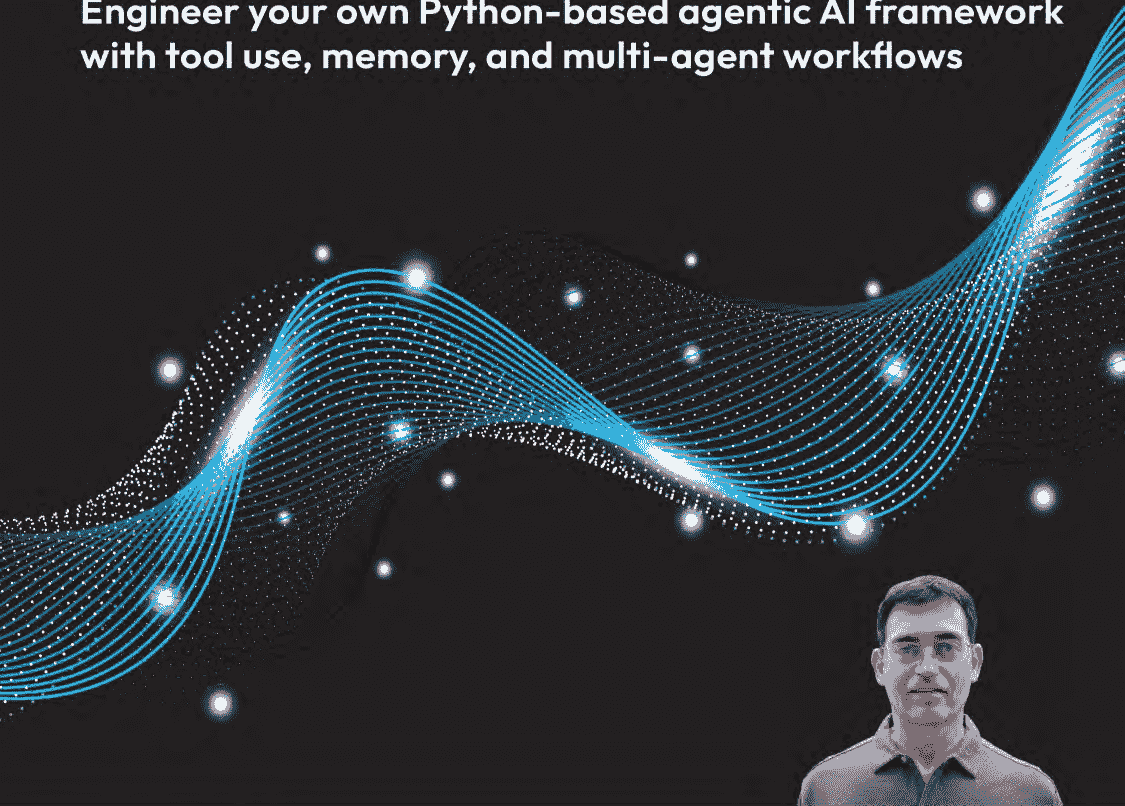 Engineer your own Python-based agentic AI framework
with tool use, memory, and multi-agent workflows